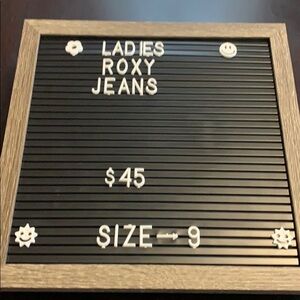 LADIES
ROXY
JEANS
$45
SIZE - 9